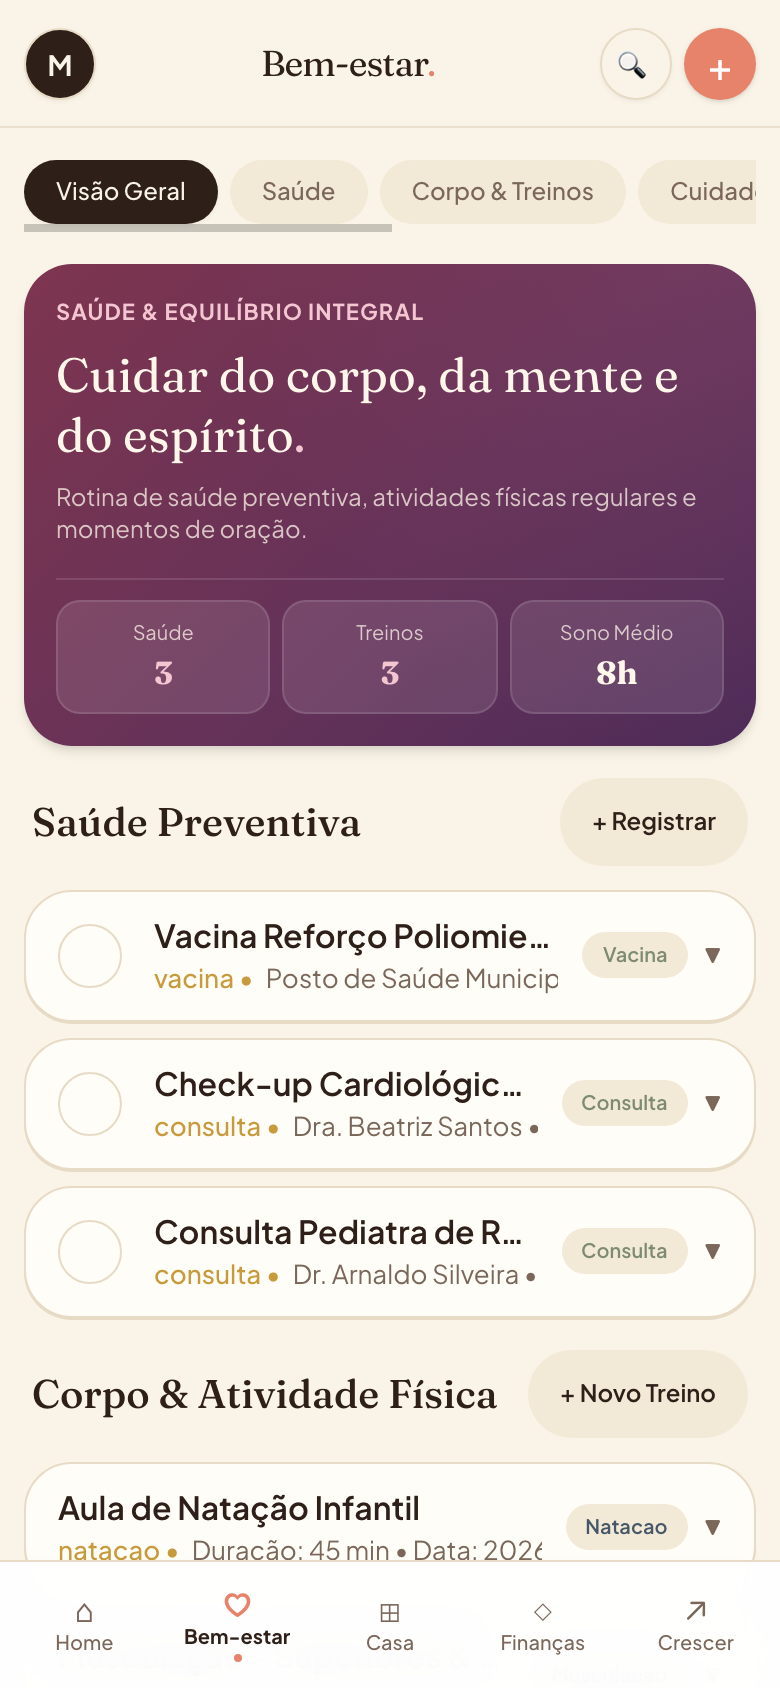 M
Bem-estar.
+
Visão Geral
Saúde
Corpo & Treinos
Cuidad
SAÚDE & EQUILÍBRIO INTEGRAL
Cuidar do corpo, da mente e
do espírito.
Rotina de saúde preventiva, atividades físicas regulares e
momentos de oração.
Saúde
3
Treinos
3
Sono Médio
8h
Saúde Preventiva
+ Registrar
Vacina Reforço Poliomie...
vacina • Posto de Saúde Municip
Vacina
Check-up Cardiológic...
consulta • Dra. Beatriz Santos •
Consulta
Consulta Pediatra de R...
consulta • Dr. Arnaldo Silveira •
Consulta
Corpo & Atividade Física
+ Novo Treino
Aula de Natação Infantil
natacao • Duração: 45 min • Data: 2026
Natacao
Home
Bem-estar
Casa
Finanças
Crescer